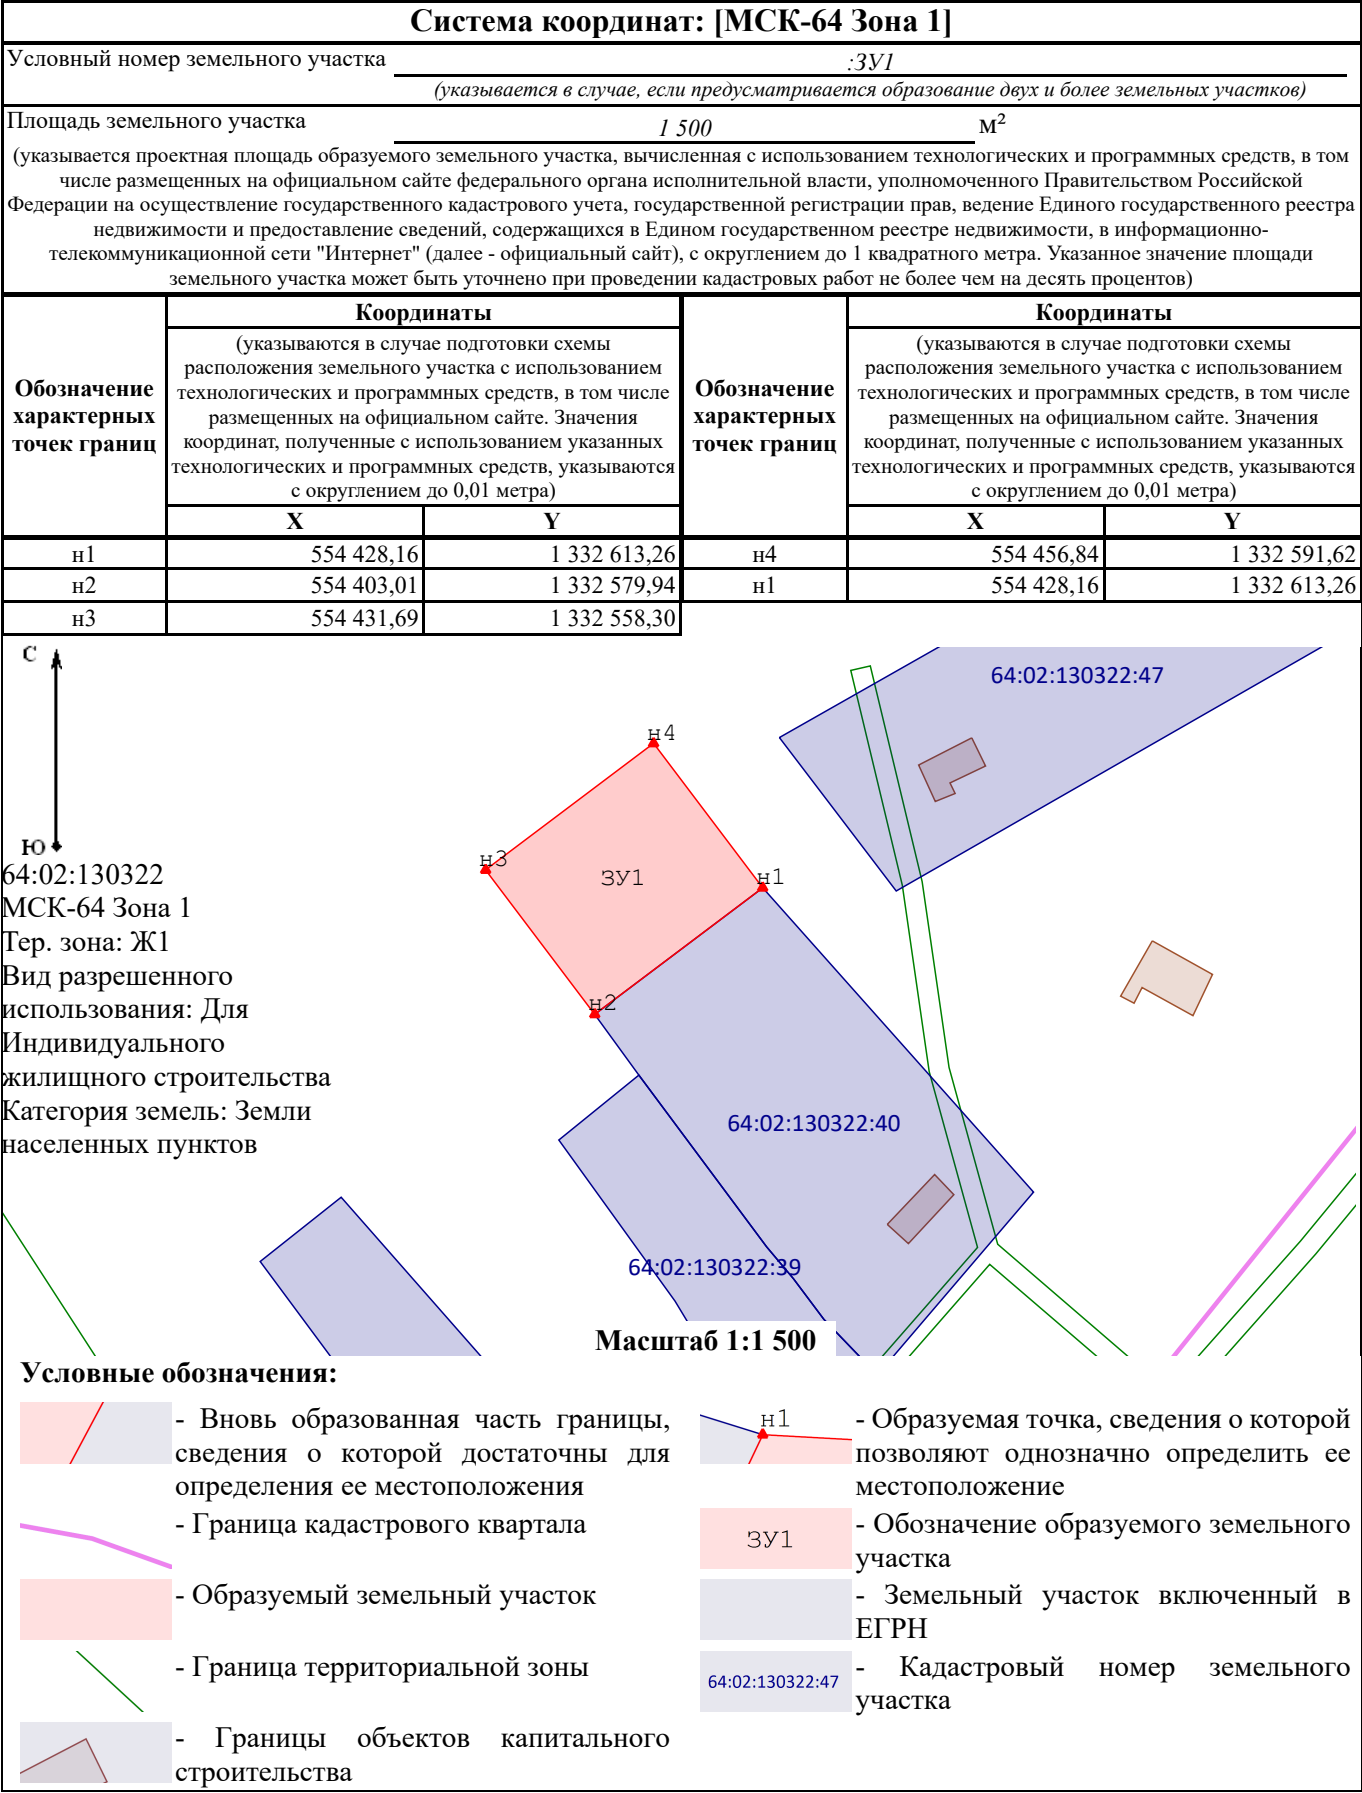 Система координат: [МСК-64 Зона 1]
Условный номер земельного участка :ЗУ1
(указывается в случае, если предусматривается образование двух и более земельных участков)
Площадь земельного участка 1 500 м²
(указывается проектная площадь образуемого земельного участка, вычисленная с использованием технологических и программных средств, в том
числе размещенных на официальном сайте федерального органа исполнительной власти, уполномоченного Правительством Российской
Федерации на осуществление государственного кадастрового учета, государственной регистрации прав, ведение Единого государственного реестра
недвижимости и предоставление сведений, содержащихся в Едином государственном реестре недвижимости, в информационно-
телекоммуникационной сети "Интернет" (далее - официальный сайт), с округлением до 1 квадратного метра. Указанное значение площади
земельного участка может быть уточнено при проведении кадастровых работ не более чем на десять процентов)
Обозначение
характерных
точек границ
Координаты
(указываются в случае подготовки схемы
расположения земельного участка с использованием
технологических и программных средств, в том числе
размещенных на официальном сайте. Значения
координат, полученные с использованием указанных
технологических и программных средств, указываются
с округлением до 0,01 метра)
X Y
Обозначение
характерных
точек границ
Координаты
(указываются в случае подготовки схемы
расположения земельного участка с использованием
технологических и программных средств, в том числе
размещенных на официальном сайте. Значения
координат, полученные с использованием указанных
технологических и программных средств, указываются
с округлением до 0,01 метра)
X Y
н1 554 428,16 1 332 613,26 н4 554 456,84 1 332 591,62
н2 554 403,01 1 332 579,94 н1 554 428,16 1 332 613,26
н3 554 431,69 1 332 558,30
С
64:02:130322:47
н4
Ю
н3
ЗУ1
н1
64:02:130322
МСК-64 Зона 1
Тер. зона: Ж1
Вид разрешенного
использования: Для
Индивидуального
жилищного строительства
Категория земель: Земли
населенных пунктов
н2
64:02:130322:40
64:02:130322:39
Масштаб 1:1 500
Условные обозначения:
- Вновь образованная часть границы,
сведения о которой достаточны для
определения ее местоположения
н1
- Образуемая точка, сведения о которой
позволяют однозначно определить ее
местоположение
- Граница кадастрового квартала
ЗУ1
- Обозначение образуемого земельного
участка
- Образуемый земельный участок
- Земельный участок включенный в
ЕГРН
- Граница территориальной зоны
64:02:130322:47
- Кадастровый номер земельного
участка
- Границы объектов капитального
строительства